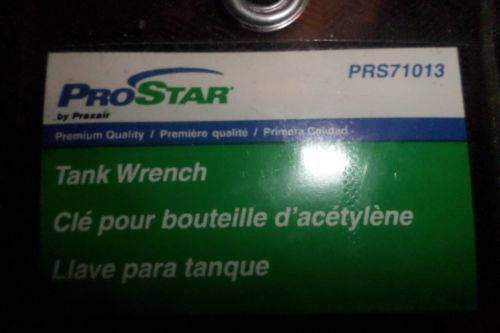 PROSTAR®
by Praxair
PRS71013
Premium Quality / Première qualité / Primera Calidad
Tank Wrench
Clé pour bouteille d'acétylène
Llave para tanque